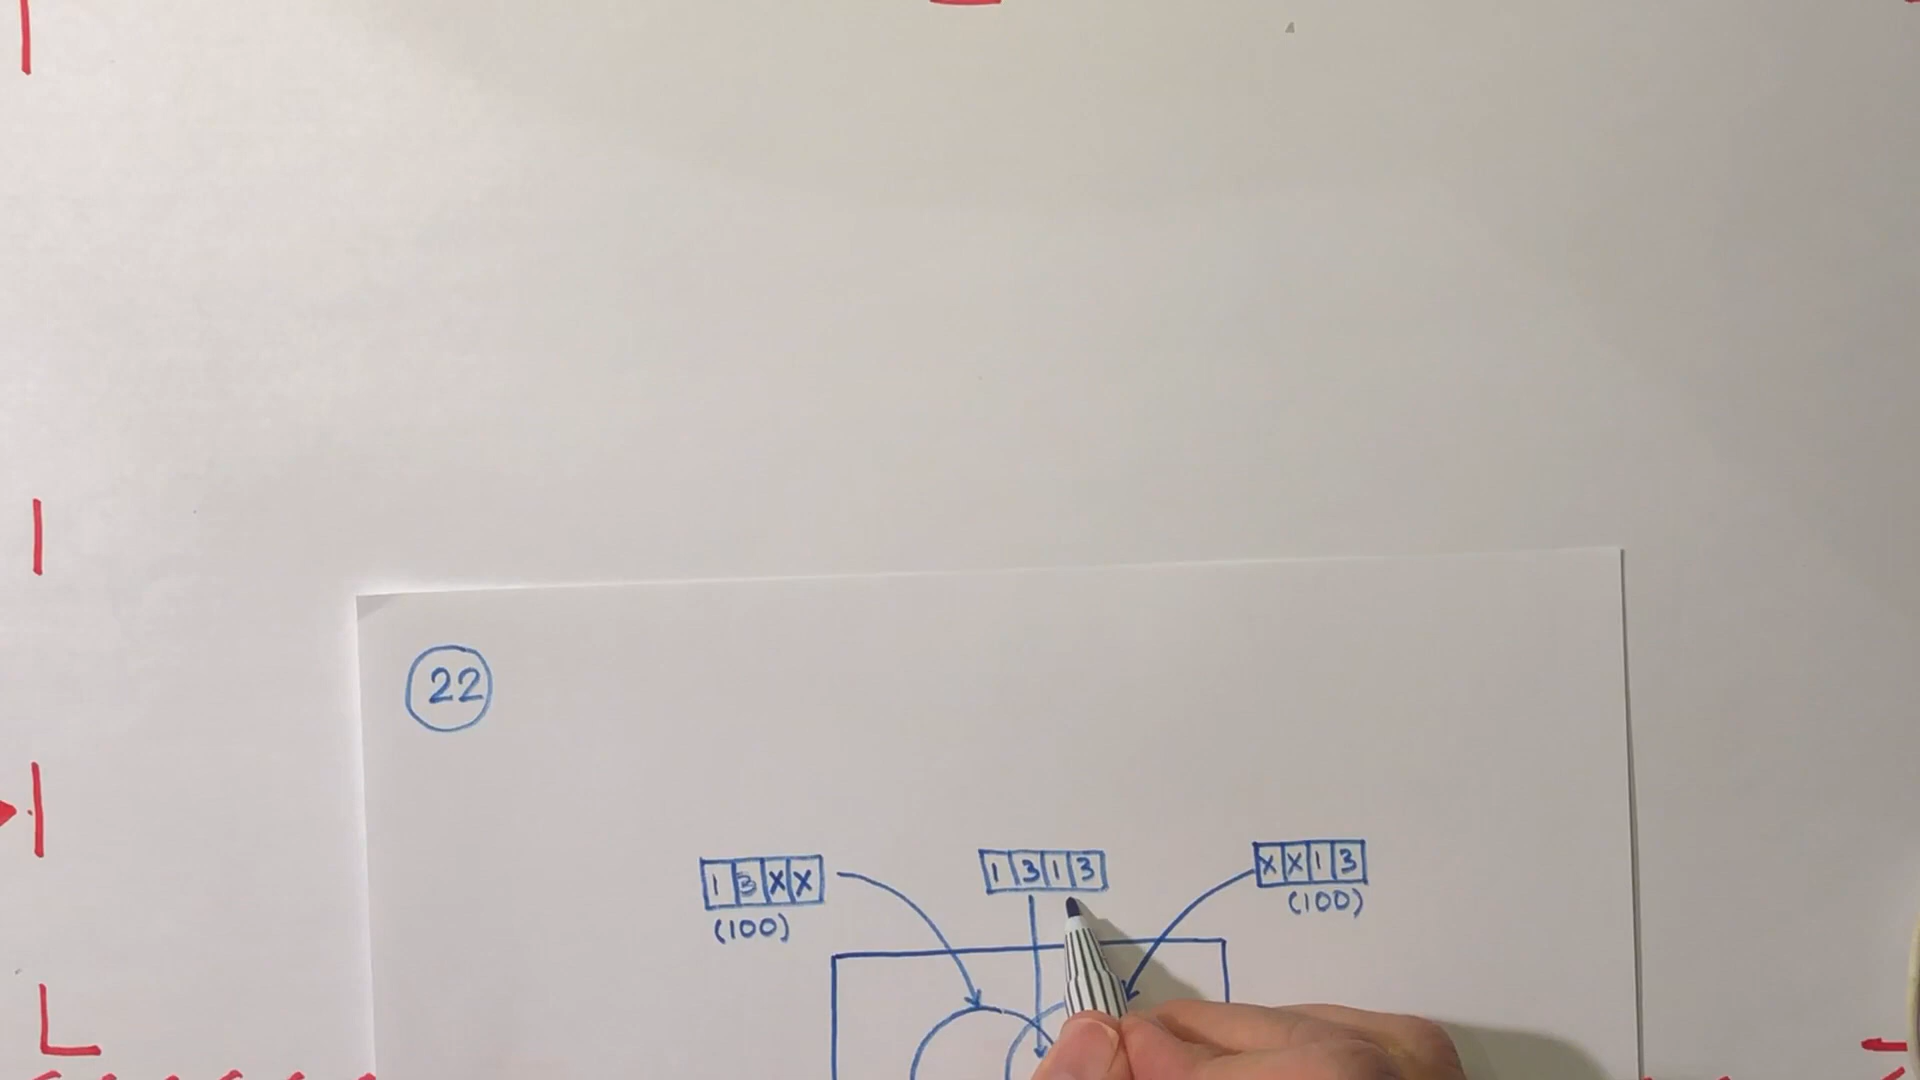 22
1 3 X X
(100)
1 3 1 3
X X 1 3
(100)